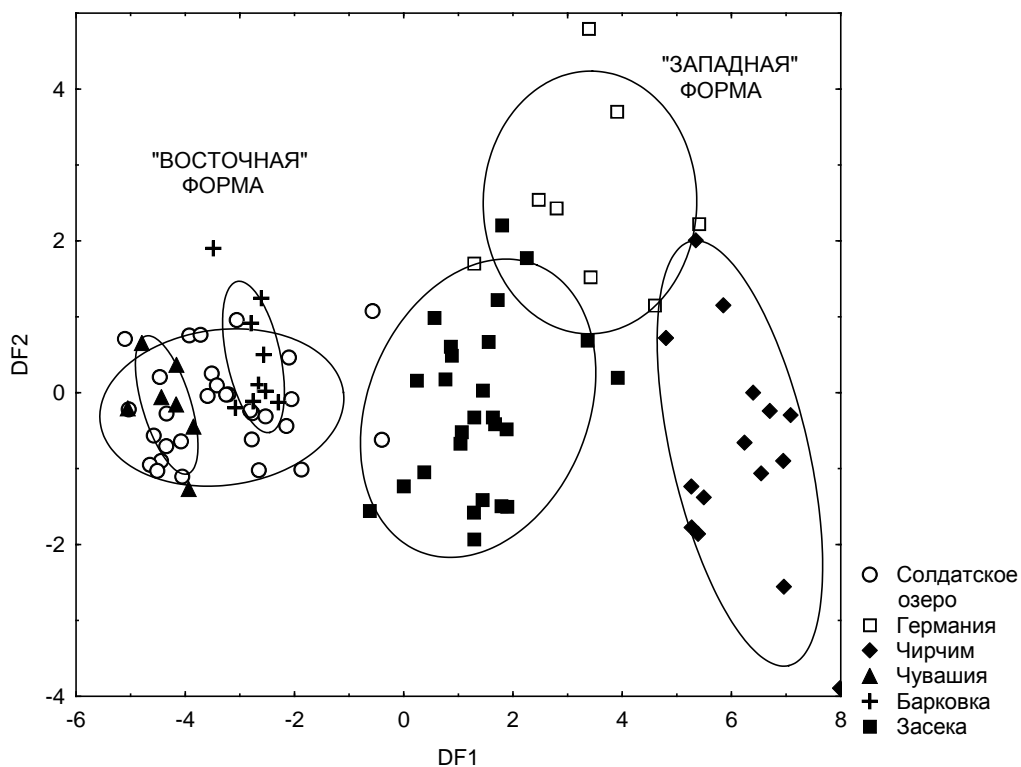 "ЗАПАДНАЯ"
ФОРМА
"ВОСТОЧНАЯ"
ФОРМА
DF2
4
2
0
-2
-4
-6
-4
-2
0
2
4
6
8
DF1
Солдатское
озеро
Германия
Чирчим
Чувашия
Барковка
Засека